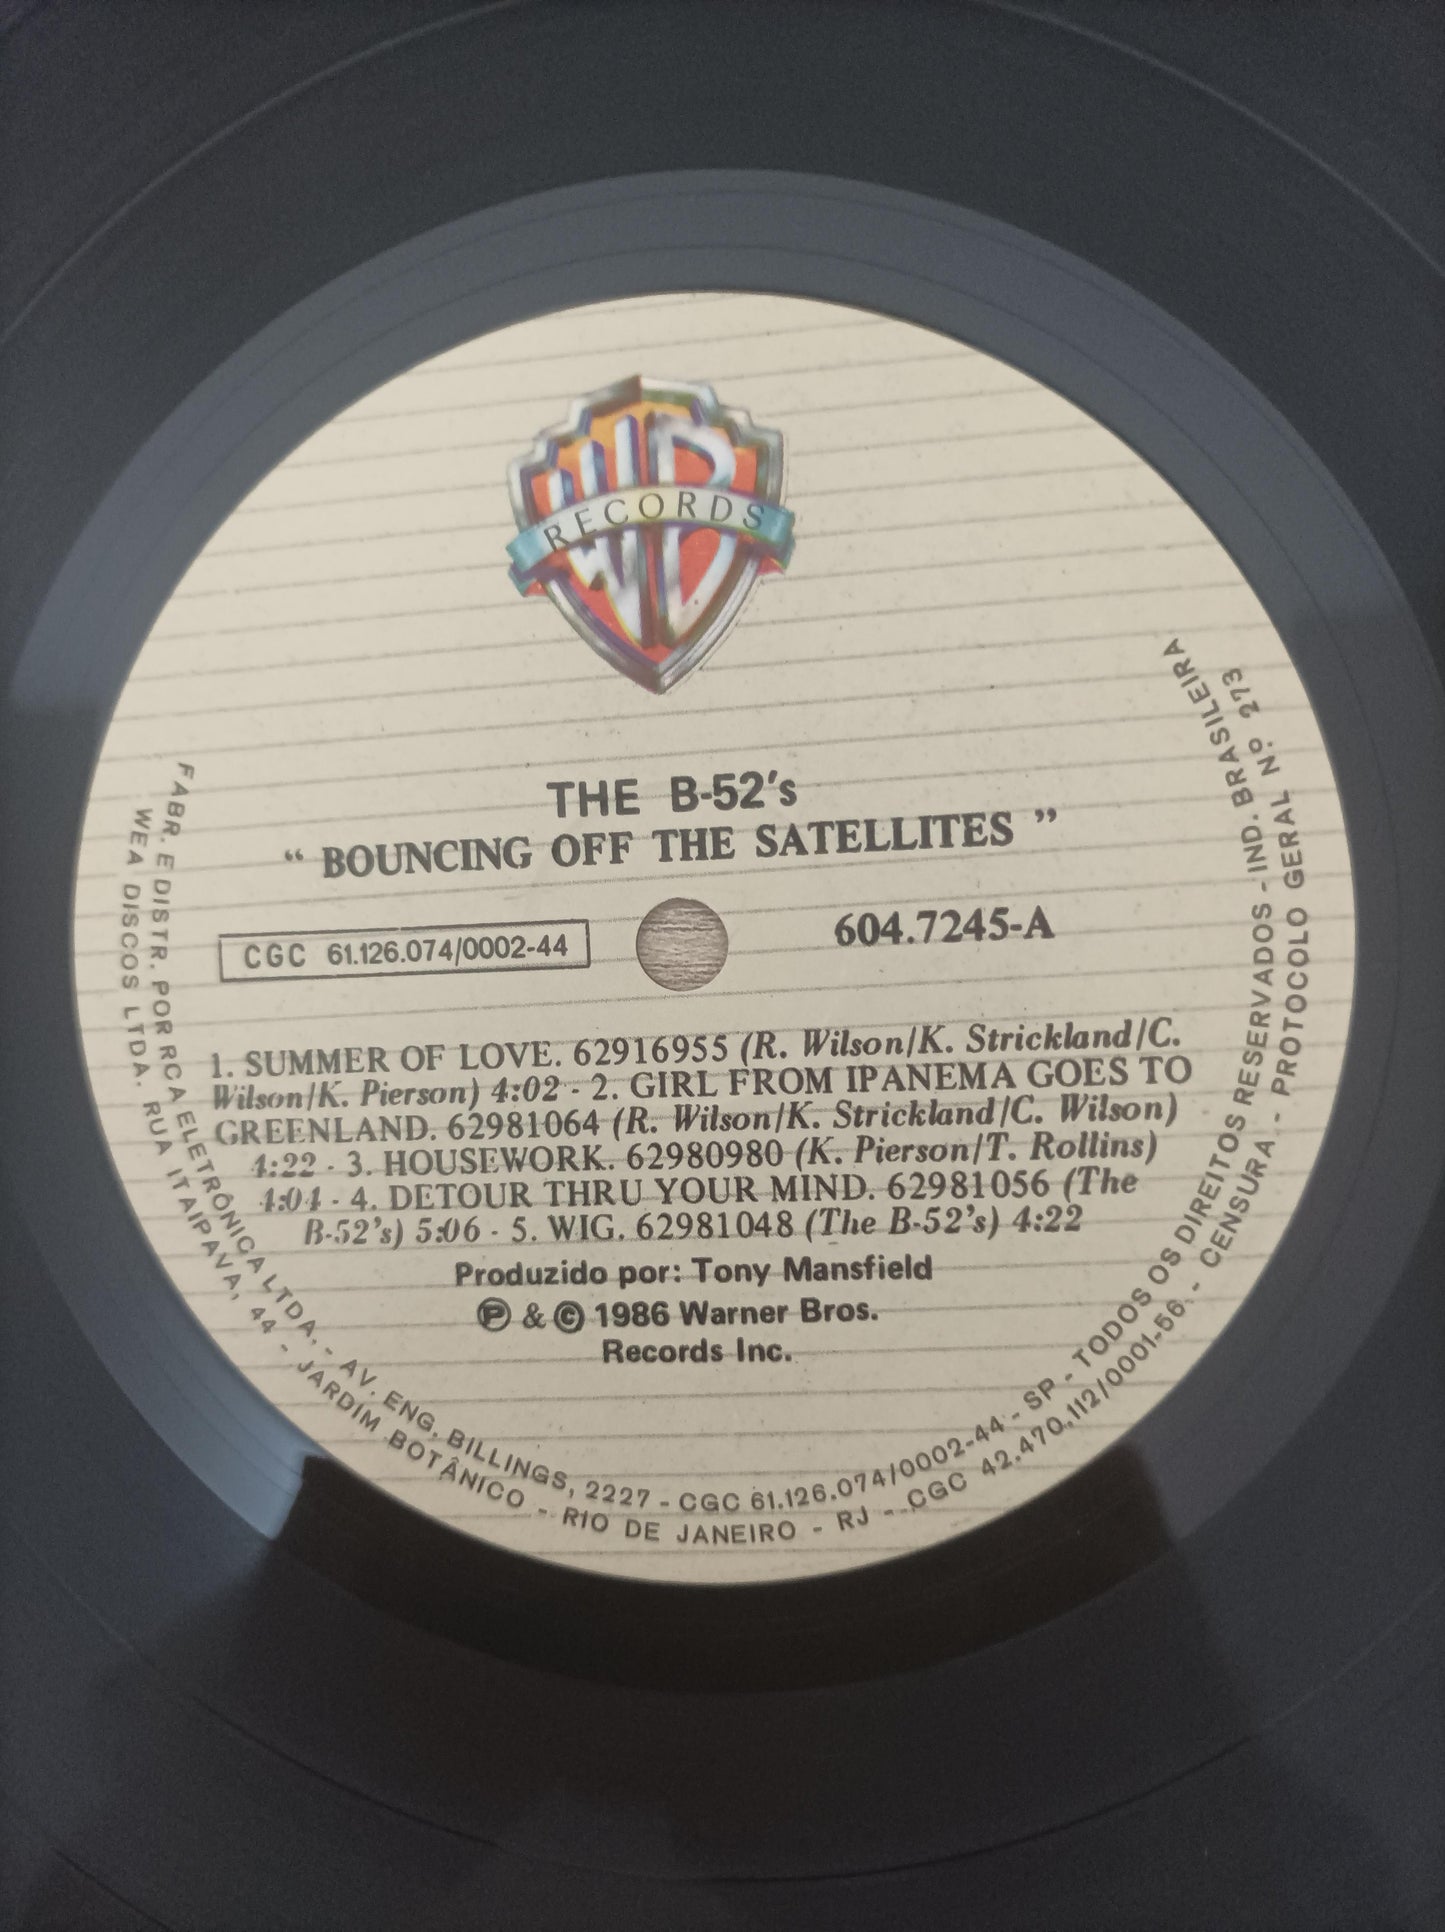 WB
RECORDS
THE B-52's
“ BOUNCING OFF THE SATELLITES ”
CGC 61.126.074/0002-44
604.7245-A
1. SUMMER OF LOVE. 62916955 (R. Wilson/K. Strickland/C.
Wilson/K. Pierson) 4:02 - 2. GIRL FROM IPANEMA GOES TO
GREENLAND. 62981064 (R. Wilson/K. Strickland/C. Wilson)
4:22 - 3. HOUSEWORK. 62980980 (K. Pierson/T. Rollins)
4:04 - 4. DETOUR THRU YOUR MIND. 62981056 (The
B-52's) 5:06 - 5. WIG. 62981048 (The B-52's) 4:22
Produzido por: Tony Mansfield
Ⓟ & © 1986 Warner Bros.
Records Inc.
FABR. E DISTR. POR RCA ELETRÔNICA LTDA. - AV. ENG. BILLINGS, 2227 - CGC 61.126.074/0002-44 - SP - TODOS OS DIREITOS RESERVADOS - IND. BRASILEIRA
WEA DISCOS LTDA. RUA ITAIPAVA, 44 - JARDIM BOTÂNICO - RIO DE JANEIRO - RJ - CGC 42.470.112/0001-56 - CENSURA - PROTOCOLO GERAL Nº 273